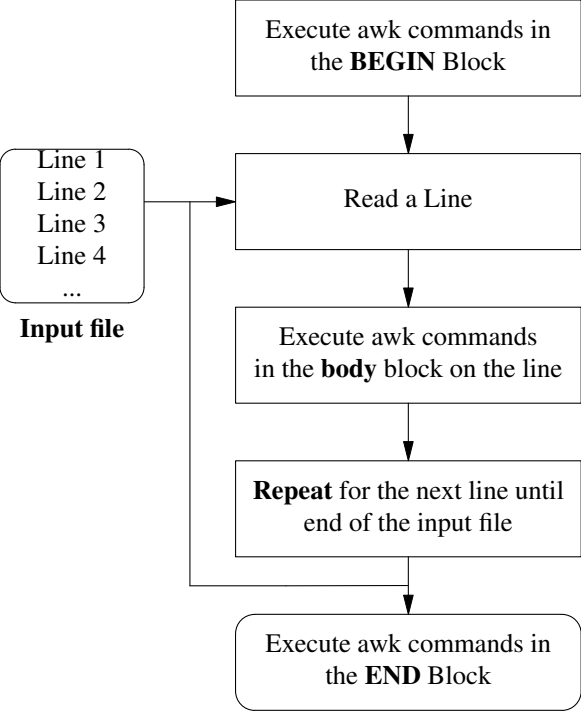 Execute awk commands in
the BEGIN Block
Line 1
Line 2
Line 3
Line 4
...
Input file
Read a Line
Execute awk commands
in the body block on the line
Repeat for the next line until
end of the input file
Execute awk commands in
the END Block